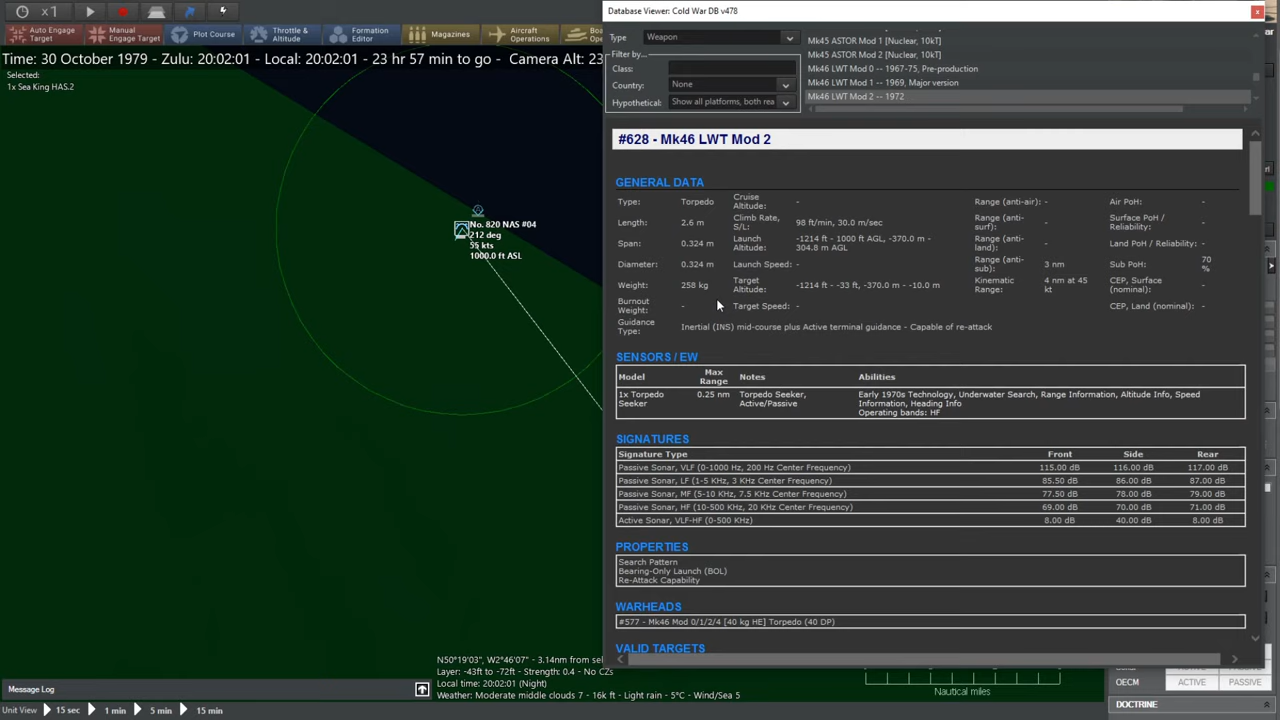 ×1
Auto Engage Target
Manual Engage Target
Plot Course
Throttle & Altitude
Formation Editor
Magazines
Aircraft Operations
Time: 30 October 1979 - Zulu: 20:02:01 - Local: 20:02:01 - 23 hr 57 min to go - Camera Alt: 23
Selected:
1x Sea King HAS.2
No. 820 NAS #04
212 deg
55 kts
1000.0 ft ASL
N50°19'03", W2°46'07" - 3.14nm from sel
Layer: -43ft to -72ft - Strength: 0.4 - No CZs
Local time: 20:02:01 (Night)
Weather: Moderate middle clouds 7 - 16k ft - Light rain - 5°C - Wind/Sea 5
Nautical miles
Message Log
Unit View
15 sec
1 min
5 min
15 min
OECM
ACTIVE
PASSIVE
DOCTRINE
Database Viewer: Cold War DB v478
x
Type
Weapon
Filter by...
Class:
Country:
None
Hypothetical:
Show all platforms, both rea
Mk45 ASTOR Mod 1 [Nuclear, 10kT]
Mk45 ASTOR Mod 2 [Nuclear, 10kT]
Mk46 LWT Mod 0 -- 1967-75, Pre-production
Mk46 LWT Mod 1 -- 1969, Major version
Mk46 LWT Mod 2 -- 1972
#628 - Mk46 LWT Mod 2
GENERAL DATA
Type: Torpedo Cruise Altitude: - Range (anti-air): - Air PoH: -
Length: 2.6 m Climb Rate, S/L: 98 ft/min, 30.0 m/sec Range (anti-surf): - Surface PoH / Reliability: -
Span: 0.324 m Launch Altitude: -1214 ft - 1000 ft AGL, -370.0 m - 304.8 m AGL Range (anti-land): - Land PoH / Reliability: -
Diameter: 0.324 m Launch Speed: - Range (anti-sub): 3 nm Sub PoH: 70 %
Weight: 258 kg Target Altitude: -1214 ft - -33 ft, -370.0 m - -10.0 m Kinematic Range: 4 nm at 45 kt CEP, Surface (nominal): -
Burnout Weight: - Target Speed: - CEP, Land (nominal): -
Guidance Type: Inertial (INS) mid-course plus Active terminal guidance - Capable of re-attack
SENSORS / EW
Model Max Range Notes Abilities
1x Torpedo Seeker 0.25 nm Torpedo Seeker, Active/Passive Early 1970s Technology, Underwater Search, Range Information, Altitude Info, Speed Information, Heading Info
Operating bands: HF
SIGNATURES
Signature Type Front Side Rear
Passive Sonar, VLF (0-1000 Hz, 200 Hz Center Frequency) 115.00 dB 116.00 dB 117.00 dB
Passive Sonar, LF (1-5 KHz, 3 KHz Center Frequency) 85.50 dB 86.00 dB 87.00 dB
Passive Sonar, MF (5-10 KHz, 7.5 KHz Center Frequency) 77.50 dB 78.00 dB 79.00 dB
Passive Sonar, HF (10-500 KHz, 20 KHz Center Frequency) 69.00 dB 70.00 dB 71.00 dB
Active Sonar, VLF-HF (0-500 KHz) 8.00 dB 40.00 dB 8.00 dB
PROPERTIES
Search Pattern
Bearing-Only Launch (BOL)
Re-Attack Capability
WARHEADS
#577 - Mk46 Mod 0/1/2/4 [40 kg HE] Torpedo (40 DP)
VALID TARGETS